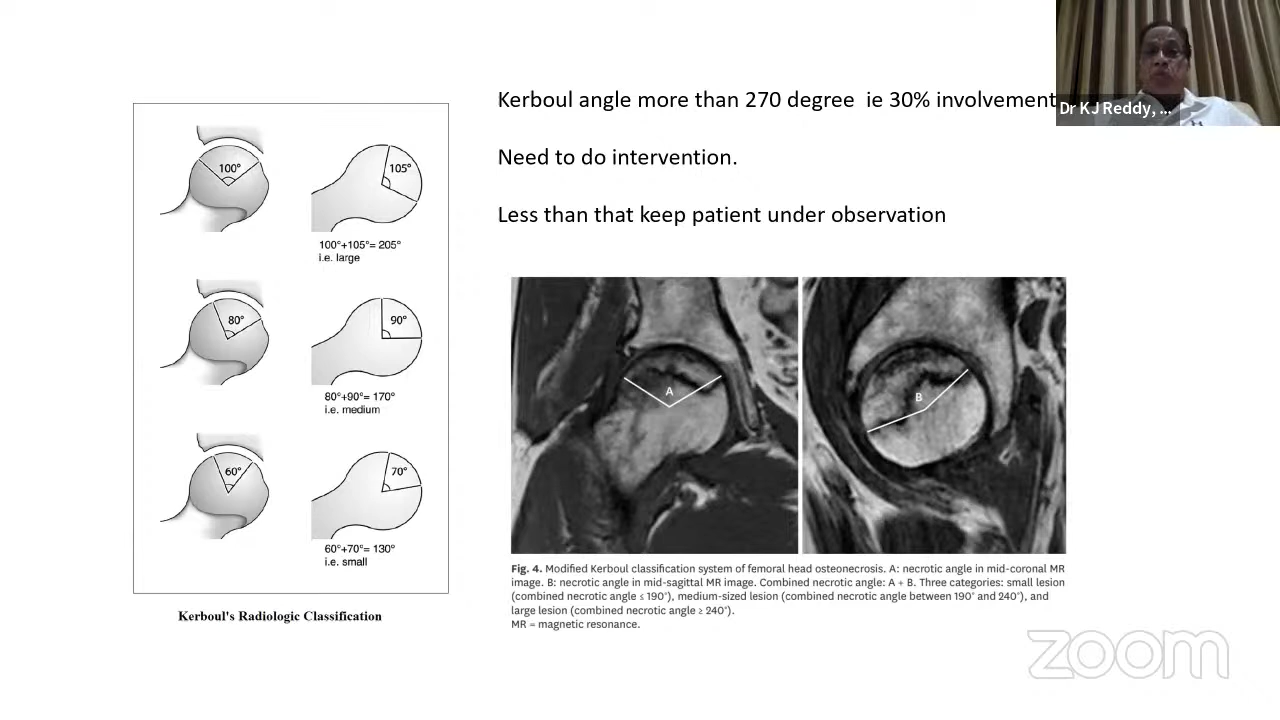 Kerboul angle more than 270 degree ie 30% involvement
Need to do intervention.
Less than that keep patient under observation
Dr KJ Reddy, ...
100°
105°
100°+105°= 205°
i.e. large
80°
90°
80°+90°= 170°
i.e. medium
60°
70°
60°+70°= 130°
i.e. small
Kerboul's Radiologic Classification
A
B
Fig. 4. Modified Kerboul classification system of femoral head osteonecrosis. A: necrotic angle in mid-coronal MR
image. B: necrotic angle in mid-sagittal MR image. Combined necrotic angle: A + B. Three categories: small lesion
(combined necrotic angle ≤ 190°), medium-sized lesion (combined necrotic angle between 190° and 240°), and
large lesion (combined necrotic angle ≥ 240°).
MR = magnetic resonance.
zoom